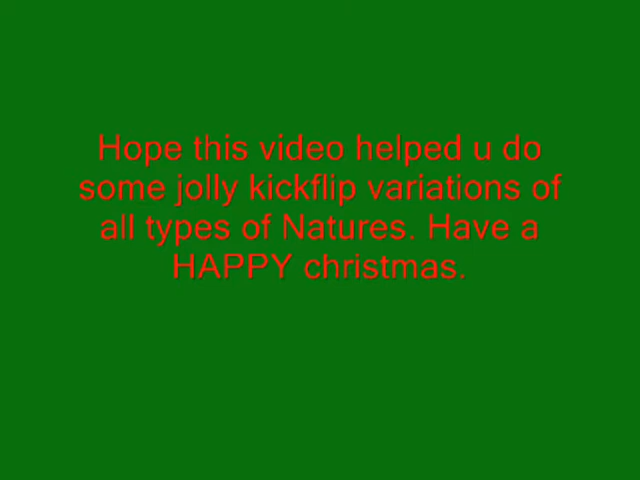 Hope this video helped u do
some jolly kickflip variations of
all types of Natures. Have a
HAPPY christmas.